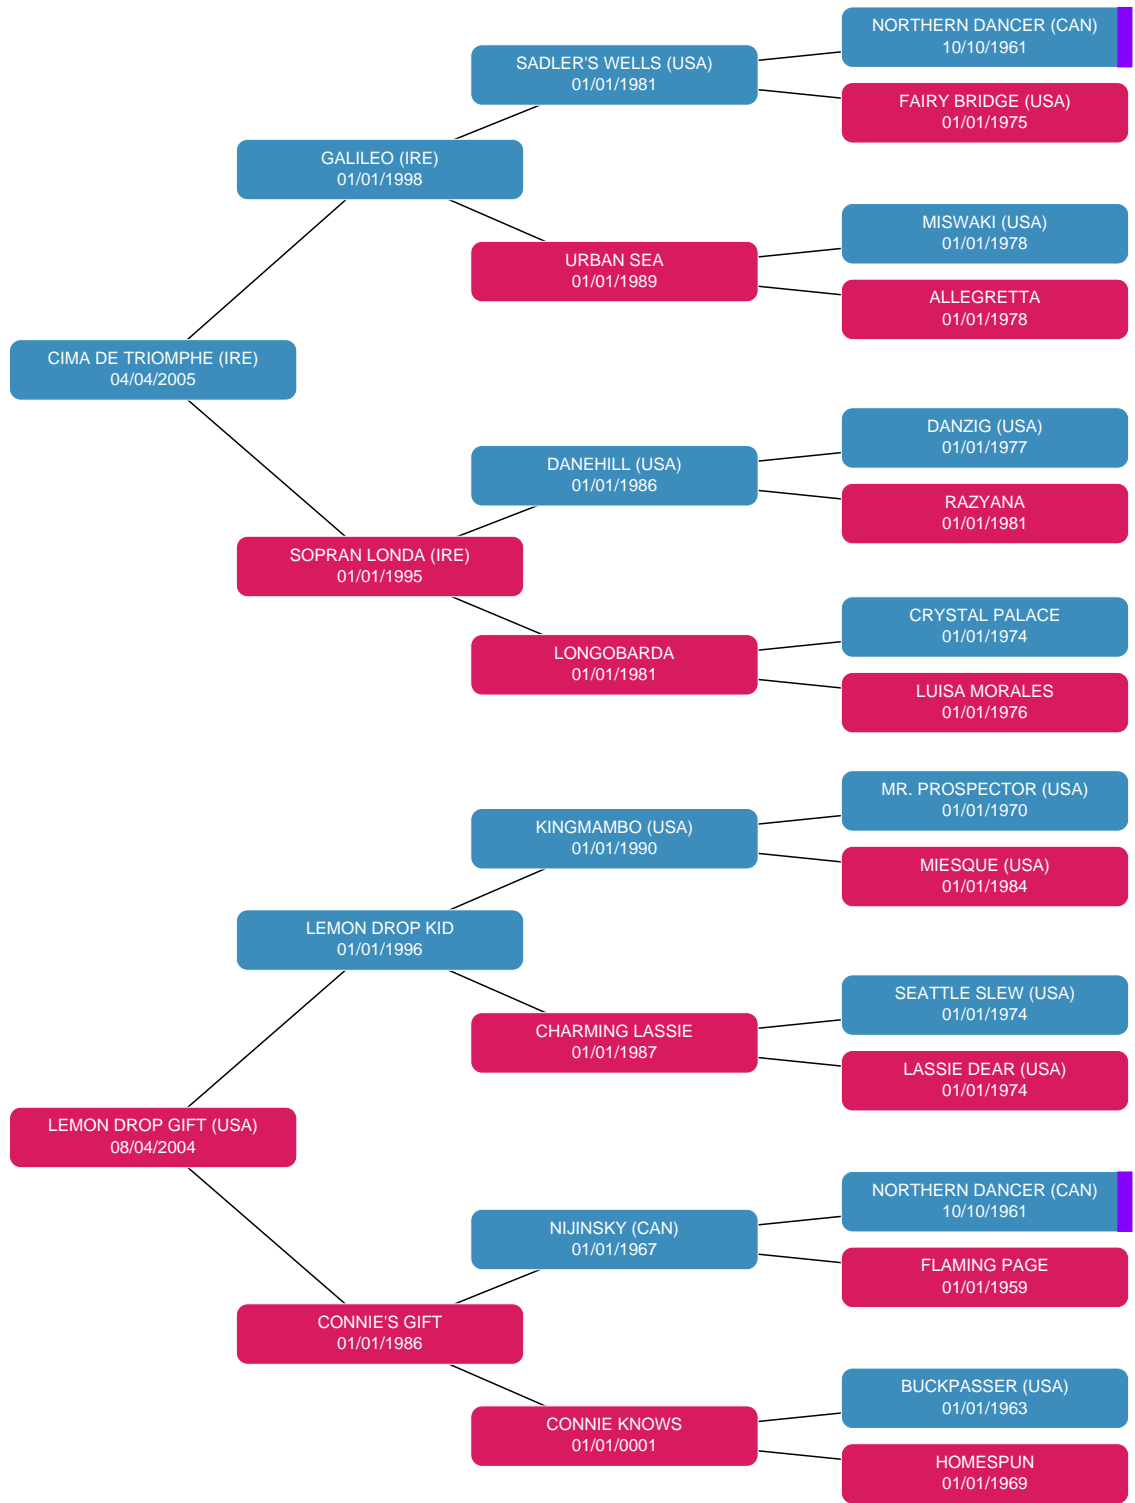 NORTHERN DANCER (CAN)
10/10/1961
SADLER'S WELLS (USA)
01/01/1981
FAIRY BRIDGE (USA)
01/01/1975
GALILEO (IRE)
01/01/1998
MISWAKI (USA)
01/01/1978
URBAN SEA
01/01/1989
ALLEGRETTA
01/01/1978
CIMA DE TRIOMPHE (IRE)
04/04/2005
DANZIG (USA)
01/01/1977
DANEHILL (USA)
01/01/1986
RAZYANA
01/01/1981
SOPRAN LONDA (IRE)
01/01/1995
CRYSTAL PALACE
01/01/1974
LONGOBARDA
01/01/1981
LUISA MORALES
01/01/1976
MR. PROSPECTOR (USA)
01/01/1970
KINGMAMBO (USA)
01/01/1990
MIESQUE (USA)
01/01/1984
LEMON DROP KID
01/01/1996
SEATTLE SLEW (USA)
01/01/1974
CHARMING LASSIE
01/01/1987
LASSIE DEAR (USA)
01/01/1974
LEMON DROP GIFT (USA)
08/04/2004
NORTHERN DANCER (CAN)
10/10/1961
NIJINSKY (CAN)
01/01/1967
FLAMING PAGE
01/01/1959
CONNIE'S GIFT
01/01/1986
BUCKPASSER (USA)
01/01/1963
CONNIE KNOWS
01/01/0001
HOMESPUN
01/01/1969